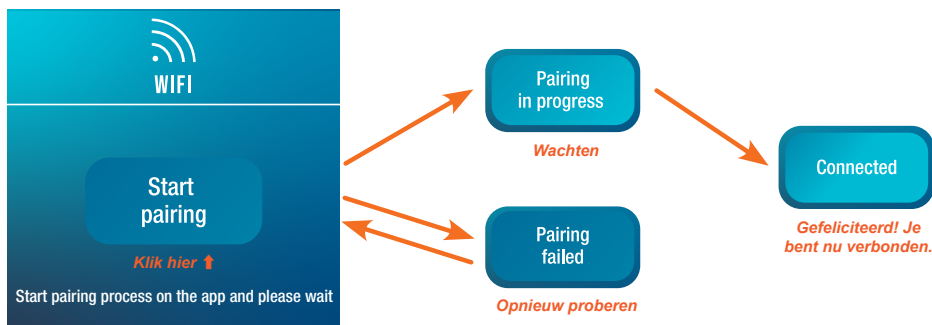 WIFI
Start
pairing
Klik hier
Start pairing process on the app and please wait
Pairing
in progress
Wachten
Pairing
failed
Opnieuw proberen
Connected
Gefeliciteerd! Je
bent nu verbonden.